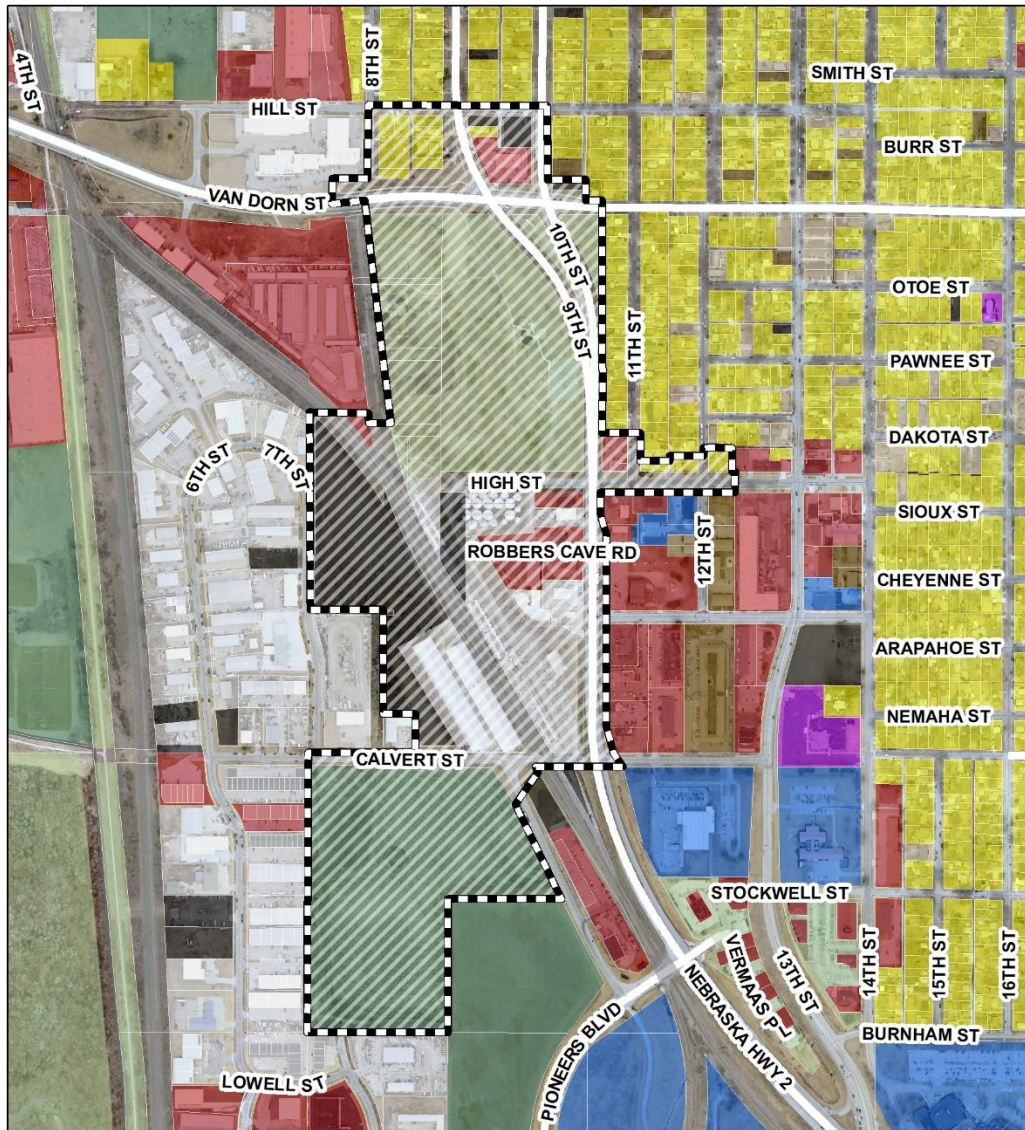 4TH ST
8TH ST
SMITH ST
HILL ST
BURR ST
VAN DORN ST
10TH ST
9TH ST
11TH ST
OTOE ST
PAWNEE ST
DAKOTA ST
6TH ST
7TH ST
HIGH ST
SIOUX ST
ROBBERS CAVE RD
12TH ST
CHEYENNE ST
ARAPAHOE ST
NEMAHA ST
CALVERT ST
STOCKWELL ST
VERMAAS PL
13TH ST
14TH ST
15TH ST
16TH ST
NEBRASKA HWY 2
PIONEERS BLVD
BURNHAM ST
LOWELL ST